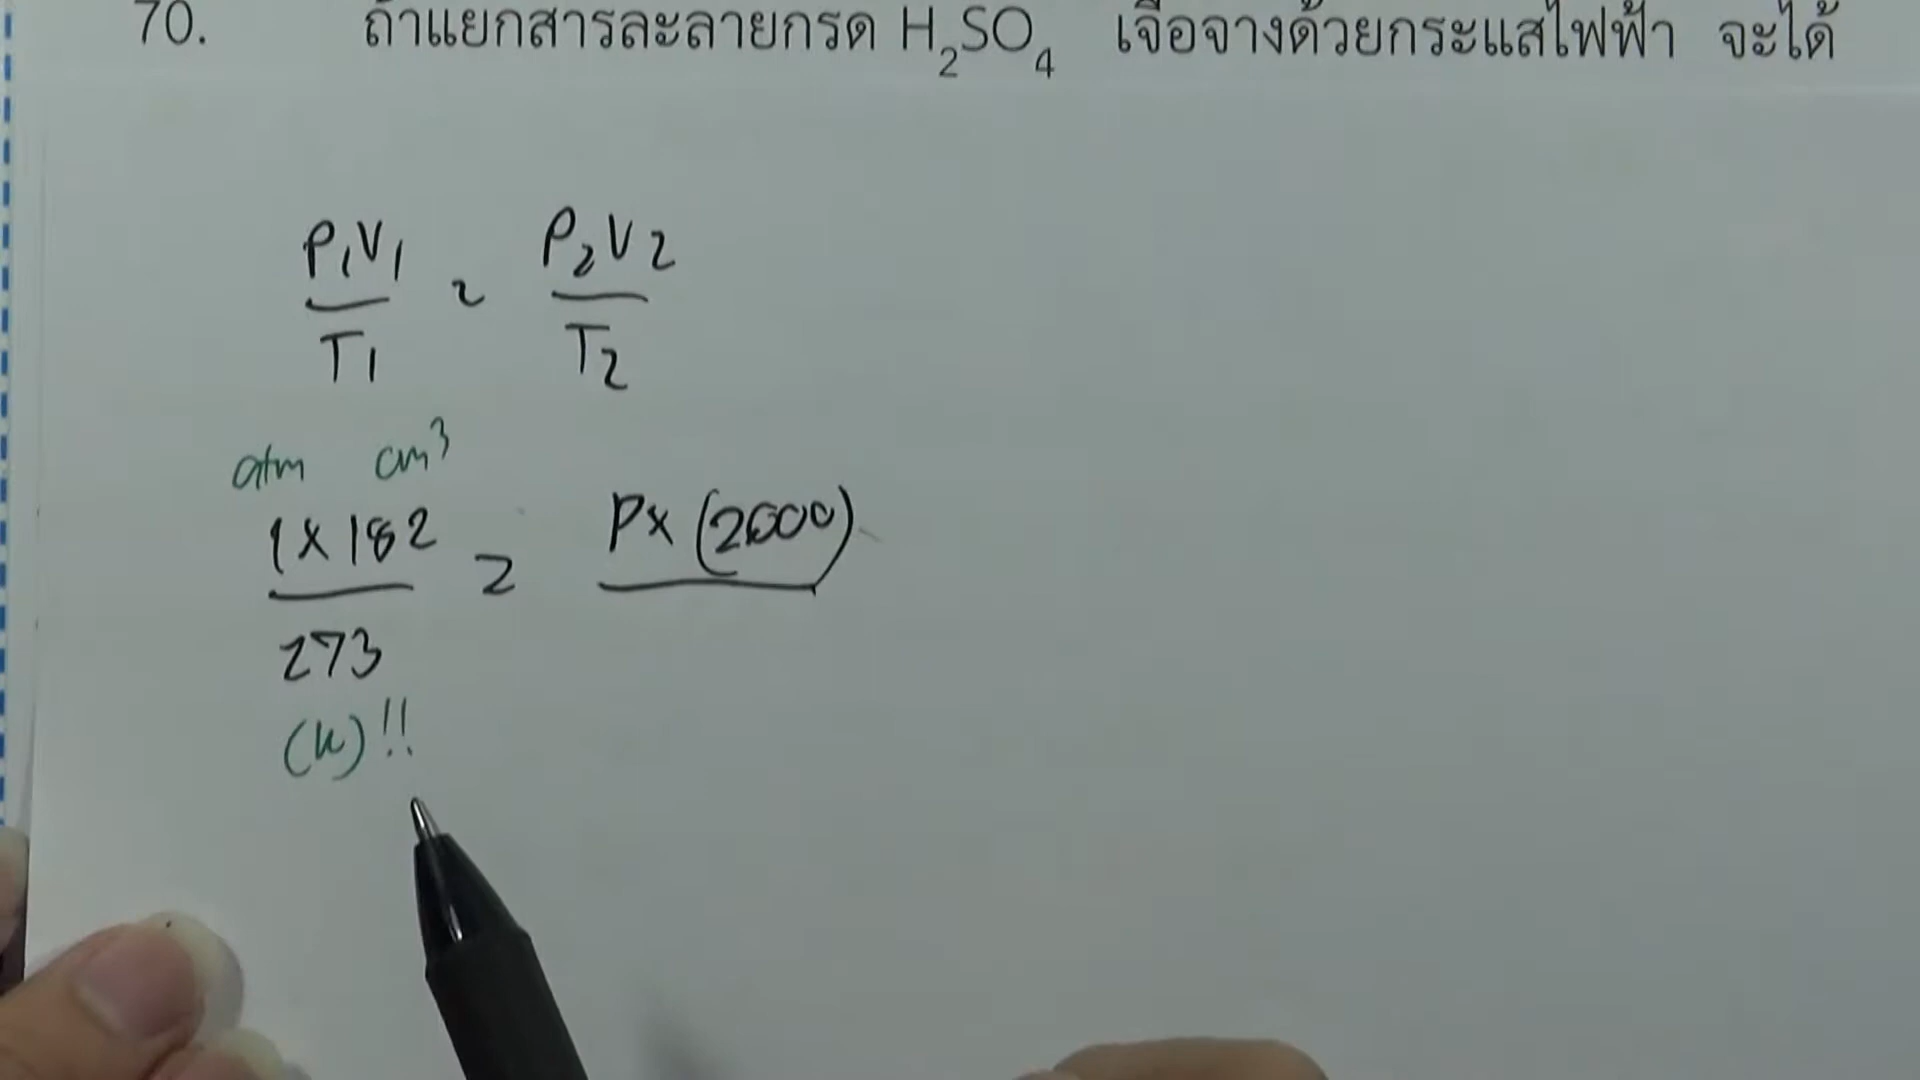 70. ถ้าแยกสารละลายกรด H₂SO₄ เจือจางด้วยกระแสไฟฟ้า จะได้
P₁V₁ = P₂V₂
T₁ T₂
atm cm³
1 x 182 = P x (2000)
273
(K)!!